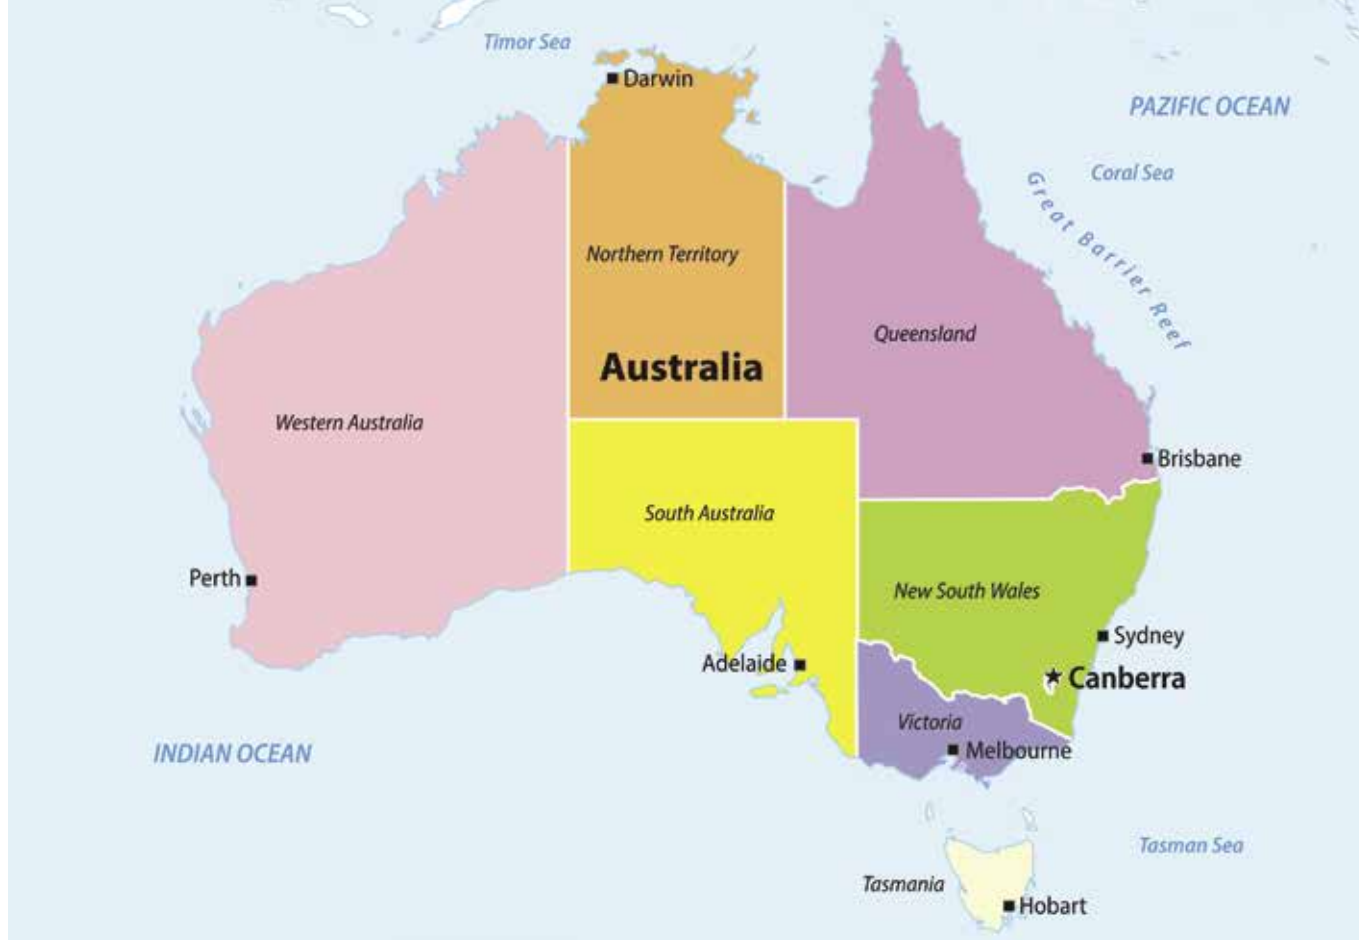 Timor Sea
Darwin
PAZIFIC OCEAN
Coral Sea
Great Barrier Reef
Northern Territory
Queensland
Australia
Western Australia
Brisbane
South Australia
Perth
New South Wales
Sydney
Adelaide
Canberra
Victoria
Melbourne
INDIAN OCEAN
Tasman Sea
Tasmania
Hobart